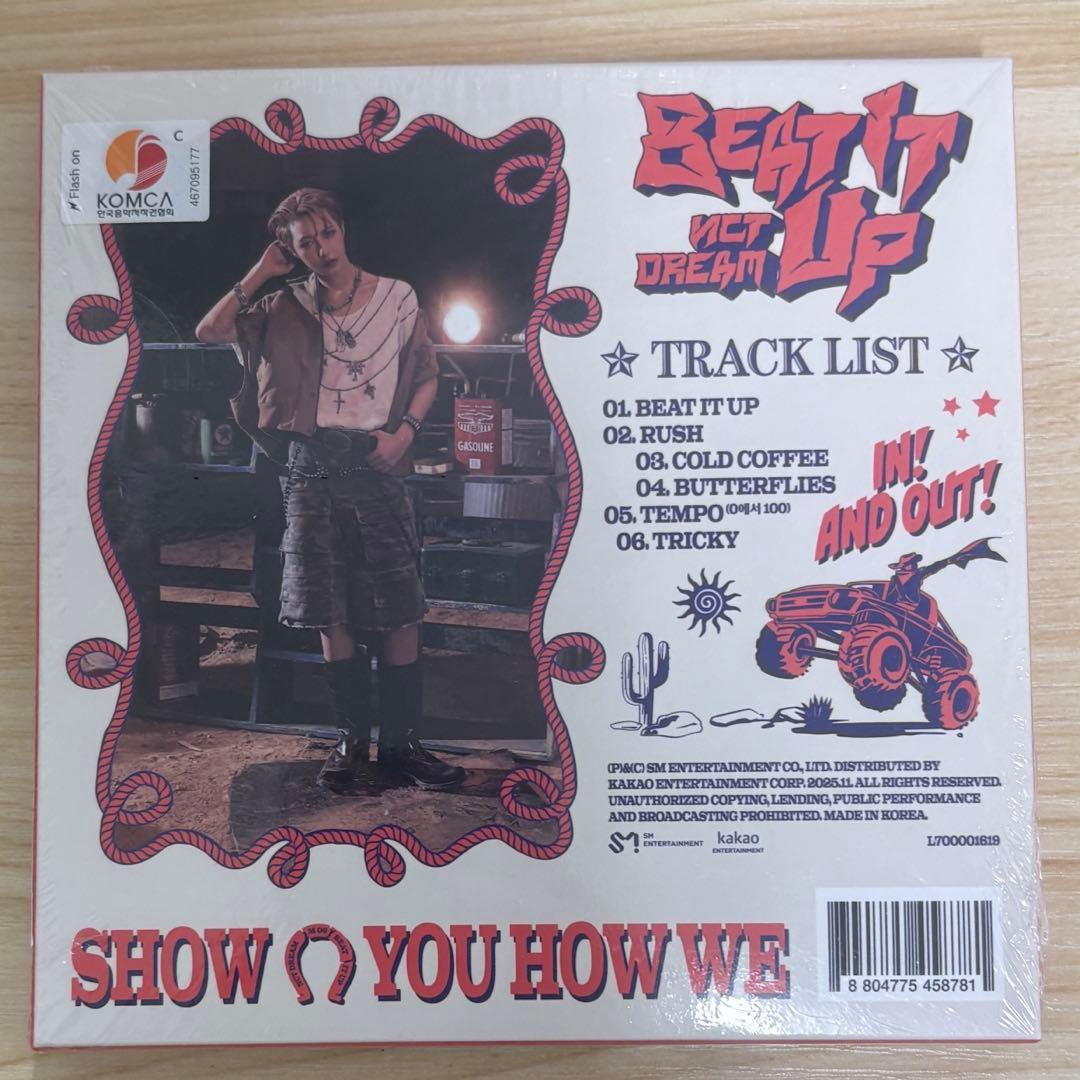 Flash on
KOMCA
한국음악저작권협회
C
467095177
BEAT IT
NCT
DREAM
UP
TRACK LIST
01. BEAT IT UP
02. RUSH
03. COLD COFFEE
04. BUTTERFLIES
05. TEMPO (0에서 100)
06. TRICKY
IN!
AND OUT!
GASOLINE
(P)&(C) SM ENTERTAINMENT CO., LTD. DISTRIBUTED BY
KAKAO ENTERTAINMENT CORP. 2025.11. ALL RIGHTS RESERVED.
UNAUTHORIZED COPYING, LENDING, PUBLIC PERFORMANCE
AND BROADCASTING PROHIBITED. MADE IN KOREA.
SM
ENTERTAINMENT
kakao
ENTERTAINMENT
L700001619
SHOW YOU HOW WE
NCT DREAM
BEAT IT UP
8 804775 458781